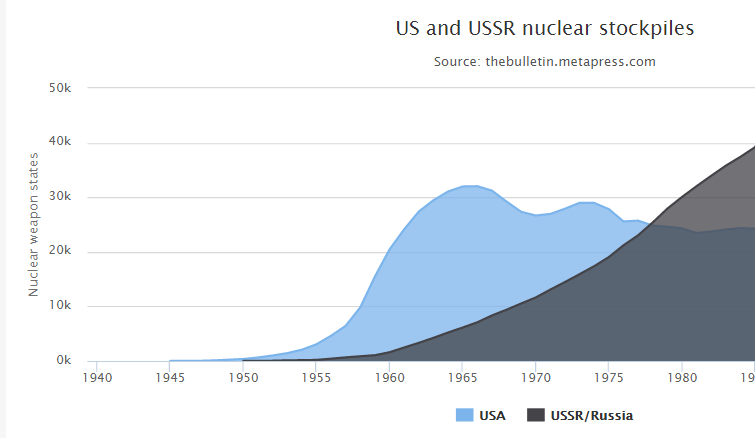 US and USSR nuclear stockpiles
Source: thebulletin.metapress.com
Nuclear weapon states
50k
40k
30k
20k
10k
0k
1940 1945 1950 1955 1960 1965 1970 1975 1980 19
USA USSR/Russia